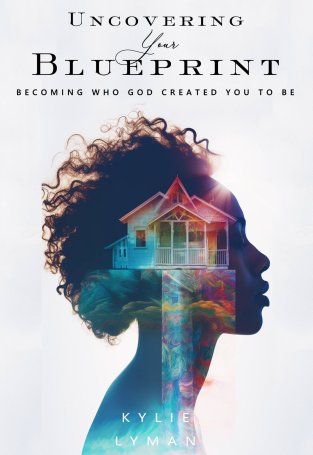 UNCOVERING
Your
BLUEPRINT
BECOMING WHO GOD CREATED YOU TO BE
KYLIE
LYMAN